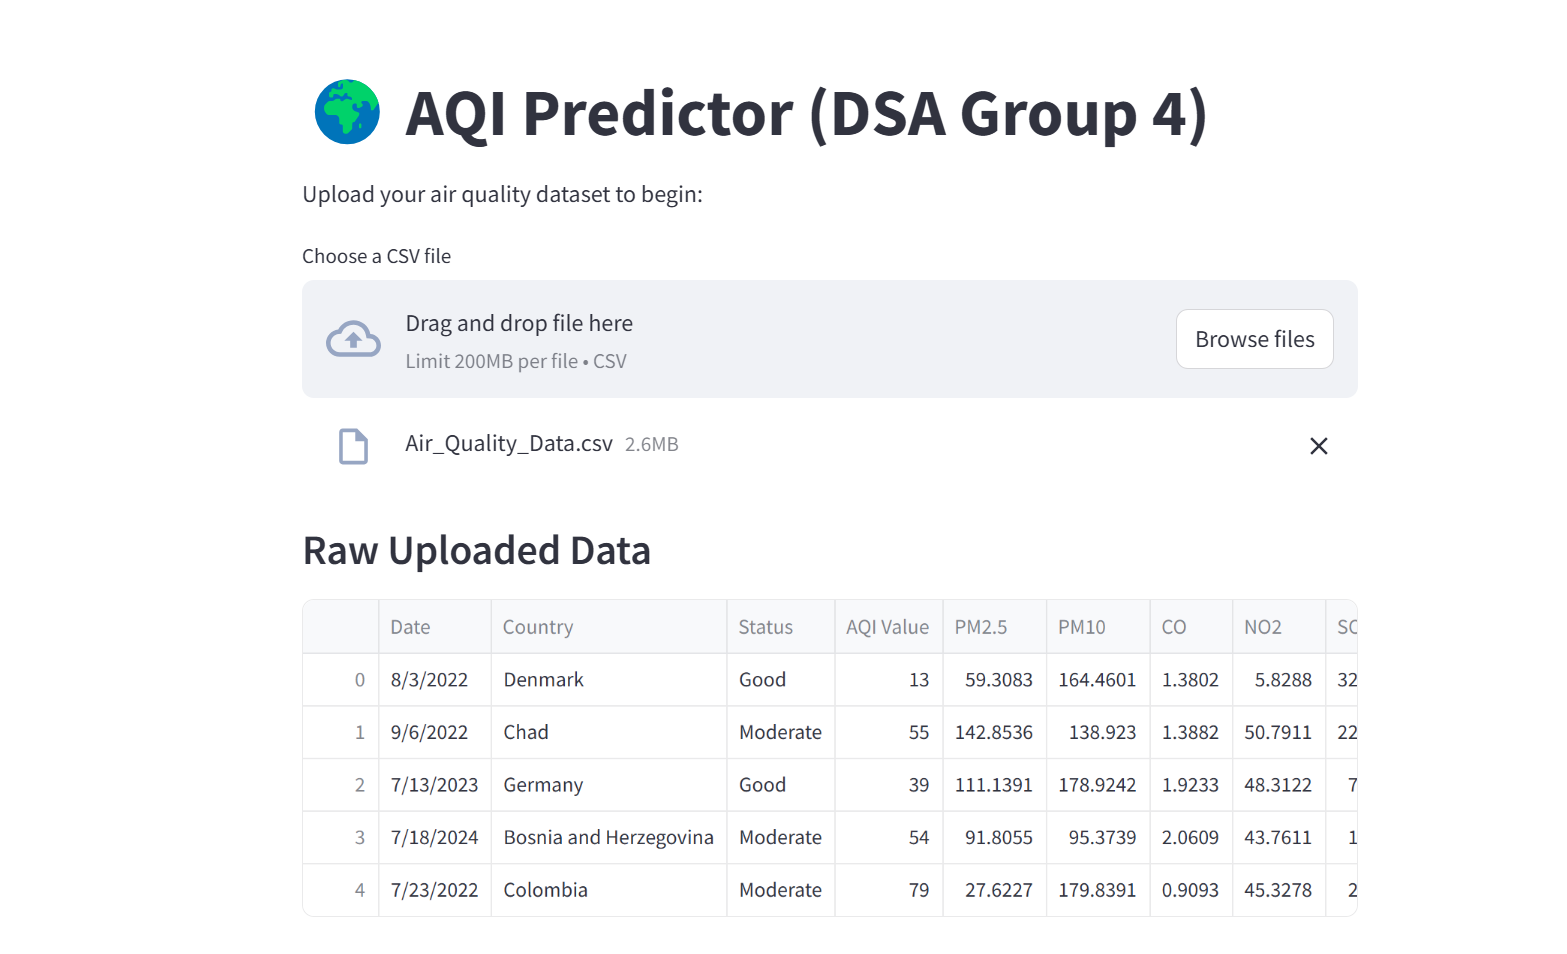 AQI Predictor (DSA Group 4)
Upload your air quality dataset to begin:
Choose a CSV file
Drag and drop file here
Limit 200MB per file • CSV
Browse files
Air_Quality_Data.csv 2.6MB
Raw Uploaded Data
Date Country Status AQI Value PM2.5 PM10 CO NO2
0 8/3/2022 Denmark Good 13 59.3083 164.4601 1.3802 5.8288 32
1 9/6/2022 Chad Moderate 55 142.8536 138.923 1.3882 50.7911 22
2 7/13/2023 Germany Good 39 111.1391 178.9242 1.9233 48.3122 7
3 7/18/2024 Bosnia and Herzegovina Moderate 54 91.8055 95.3739 2.0609 43.7611 1
4 7/23/2022 Colombia Moderate 79 27.6227 179.8391 0.9093 45.3278 2